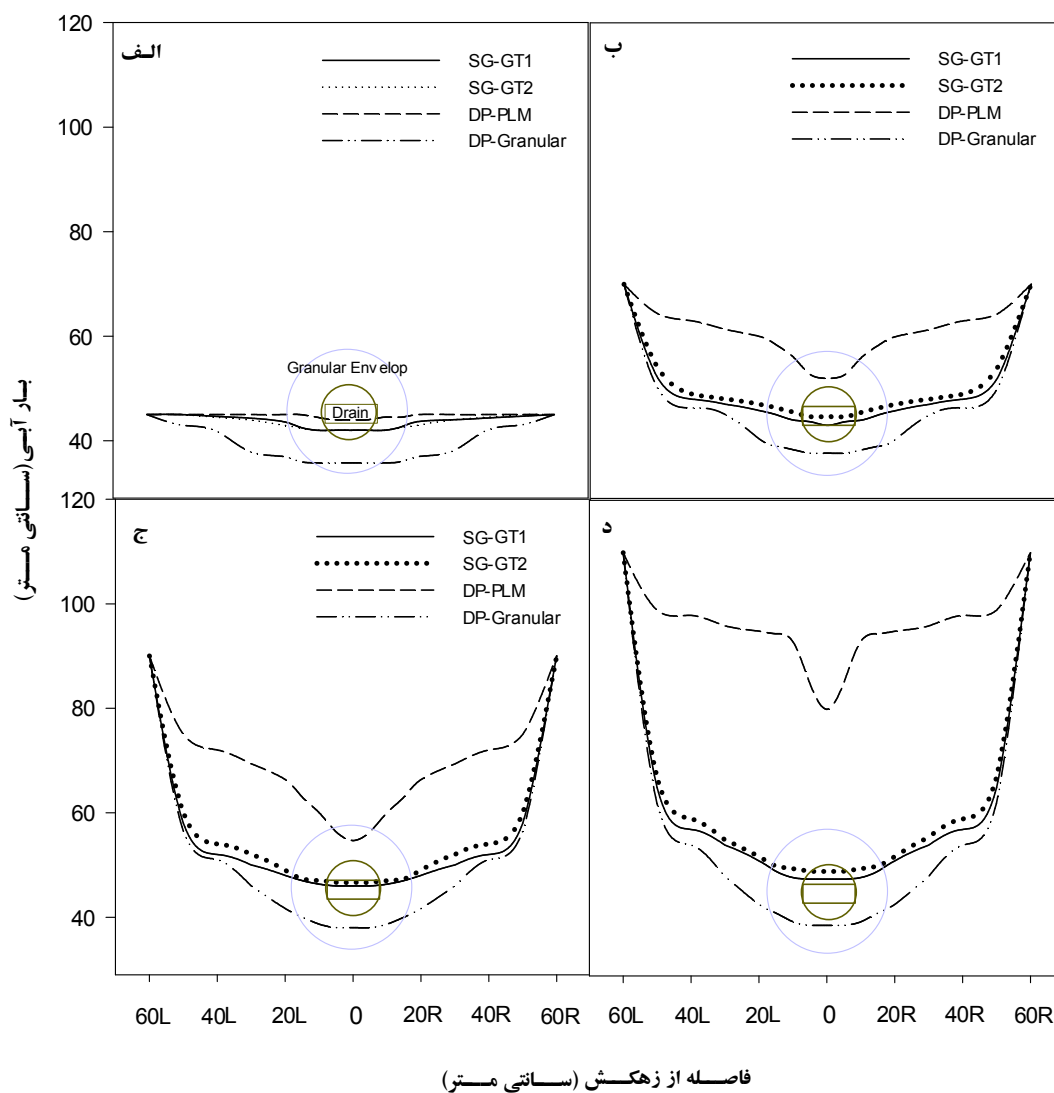 الف
SG-GT1
SG-GT2
DP-PLM
DP-Granular
Granular Envelop
Drain
120
100
80
60
40
ب
SG-GT1
SG-GT2
DP-PLM
DP-Granular
ج
SG-GT1
SG-GT2
DP-PLM
DP-Granular
120
100
80
60
40
د
بار آبی (سانتی متر)
60L 40L 20L 0 20R 40R 60R
60L 40L 20L 0 20R 40R 60R
فاصله از زهکش (سانتی متر)